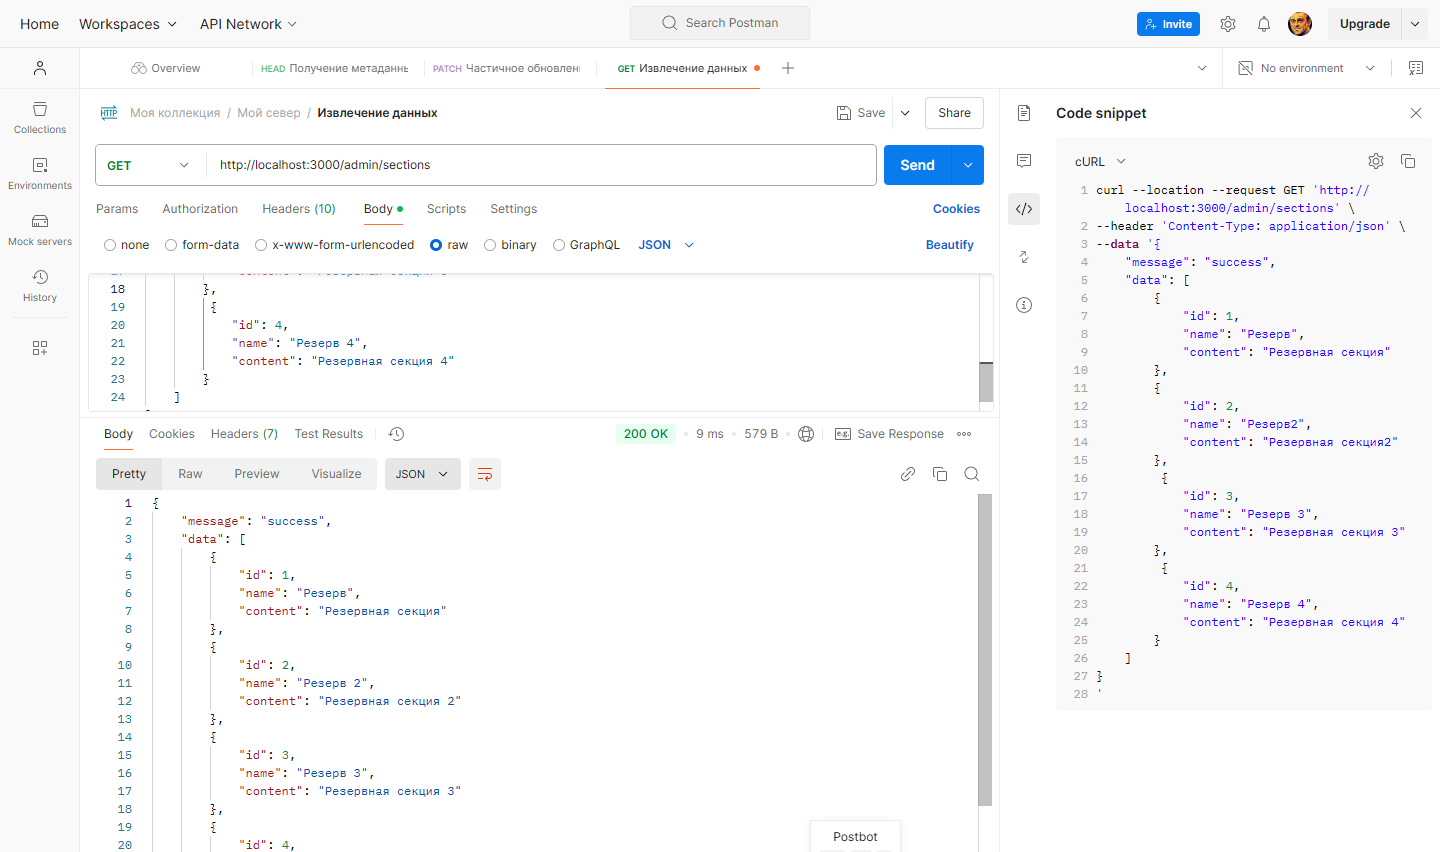 Home Workspaces API Network Search Postman Invite Upgrade
Overview HEAD Получение метаданнь PATCH Частичное обновлен GET Извлечение данных No environment
Collections
Environments
Mock servers
History
HTTP Моя коллекция / Мой север / Извлечение данных Save Share
GET http://localhost:3000/admin/sections Send
Params Authorization Headers (10) Body Scripts Settings Cookies
none form-data x-www-form-urlencoded raw binary GraphQL JSON Beautify
18 },
19 {
20 "id": 4,
21 "name": "Резерв 4",
22 "content": "Резервная секция 4"
23 }
24 ]
Body Cookies Headers (7) Test Results 200 OK 9 ms 579 B e.g. Save Response
Pretty Raw Preview Visualize JSON
1 {
2 "message": "success",
3 "data": [
4 {
5 "id": 1,
6 "name": "Резерв",
7 "content": "Резервная секция"
8 },
9 {
10 "id": 2,
11 "name": "Резерв 2",
12 "content": "Резервная секция 2"
13 },
14 {
15 "id": 3,
16 "name": "Резерв 3",
17 "content": "Резервная секция 3"
18 },
19 {
20 "id": 4,
Postbot
Code snippet
cURL
1 curl --location --request GET 'http://
localhost:3000/admin/sections' \
2 --header 'Content-Type: application/json' \
3 --data '{
4 "message": "success",
5 "data": [
6 {
7 "id": 1,
8 "name": "Резерв",
9 "content": "Резервная секция"
10 },
11 {
12 "id": 2,
13 "name": "Резерв2",
14 "content": "Резервная секция2"
15 },
16 {
17 "id": 3,
18 "name": "Резерв 3",
19 "content": "Резервная секция 3"
20 },
21 {
22 "id": 4,
23 "name": "Резерв 4",
24 "content": "Резервная секция 4"
25 }
26 ]
27 }
28 '